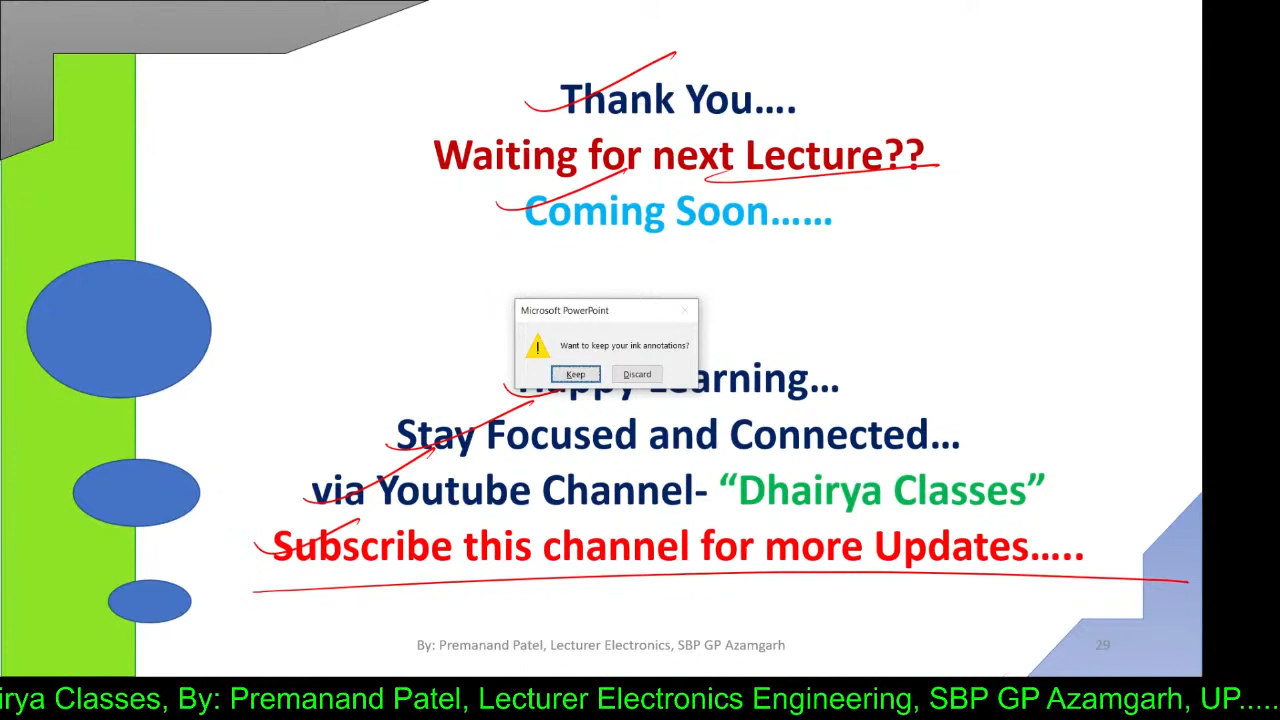 Thank You....
Waiting for next Lecture??
Coming Soon......
Microsoft PowerPoint
Want to keep your ink annotations?
Keep Discard
Happy Learning...
Stay Focused and Connected...
via Youtube Channel- “Dhairya Classes”
Subscribe this channel for more Updates.....
By: Premanand Patel, Lecturer Electronics, SBP GP Azamgarh 29
irya Classes, By: Premanand Patel, Lecturer Electronics Engineering, SBP GP Azamgarh, UP.....